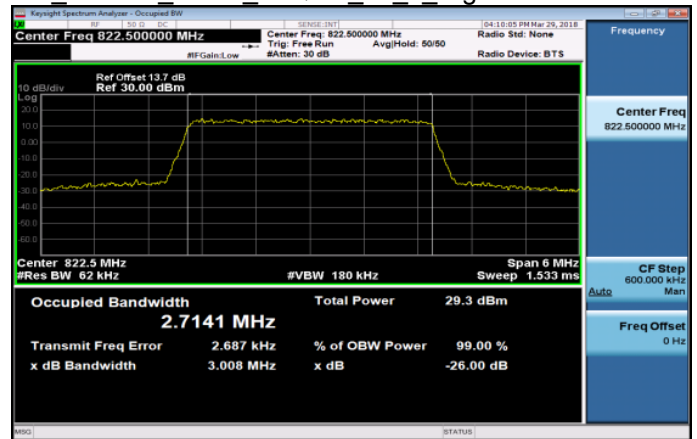 Keysight Spectrum Analyzer - Occupied BW
RF 50 Ω DC SENSE:INT 04:10:05 PM Mar 29, 2018
Center Freq 822.500000 MHz Center Freq: 822.500000 MHz Radio Std: None Frequency
Trig: Free Run Avg|Hold: 50/50
#IFGain:Low #Atten: 30 dB Radio Device: BTS
Ref Offset 13.7 dB
10 dB/div Ref 30.00 dBm
Log
20.0
10.0
0.00
-10.0
-20.0
-30.0
-40.0
-50.0
-60.0
Center Freq
822.500000 MHz
Center 822.5 MHz Span 6 MHz
#Res BW 62 kHz #VBW 180 kHz Sweep 1.533 ms
CF Step
600.000 kHz
Auto Man
Occupied Bandwidth Total Power 29.3 dBm
2.7141 MHz
Freq Offset
0 Hz
Transmit Freq Error 2.687 kHz % of OBW Power 99.00 %
x dB Bandwidth 3.008 MHz x dB -26.00 dB
MSG STATUS